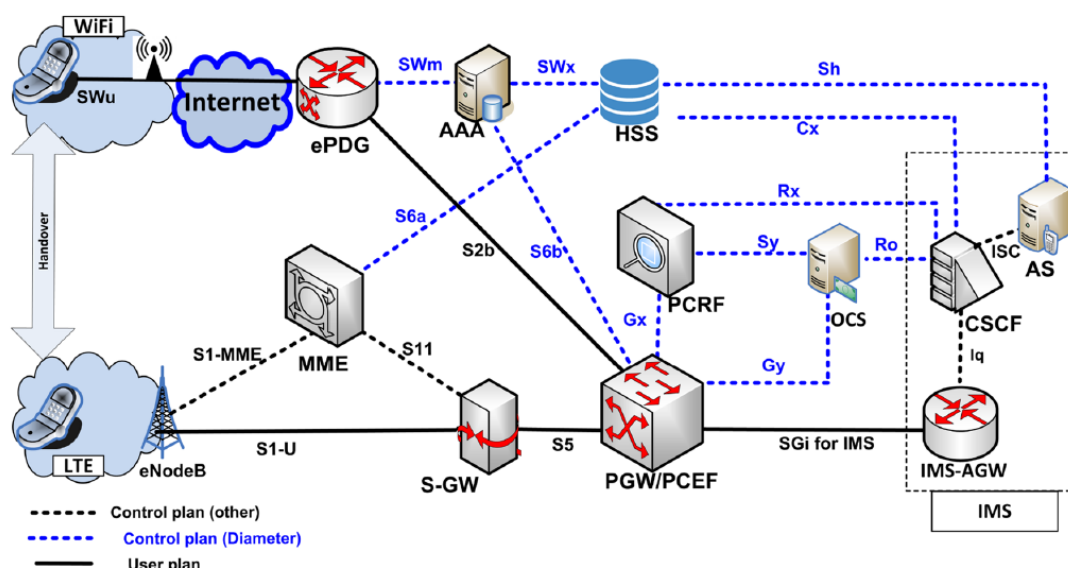 WiFi
SWu
Internet
ePDG
SWm
AAA
SWx
HSS
Sh
Cx
Handover
S6a
S2b
S6b
Rx
PCRF
Sy
OCS
Ro
ISC
AS
CSCF
MME
S1-MME
S11
Gx
Gy
Iq
LTE
eNodeB
S1-U
S-GW
S5
PGW/PCEF
SGi for IMS
IMS-AGW
IMS
Control plan (other)
Control plan (Diameter)
User plan